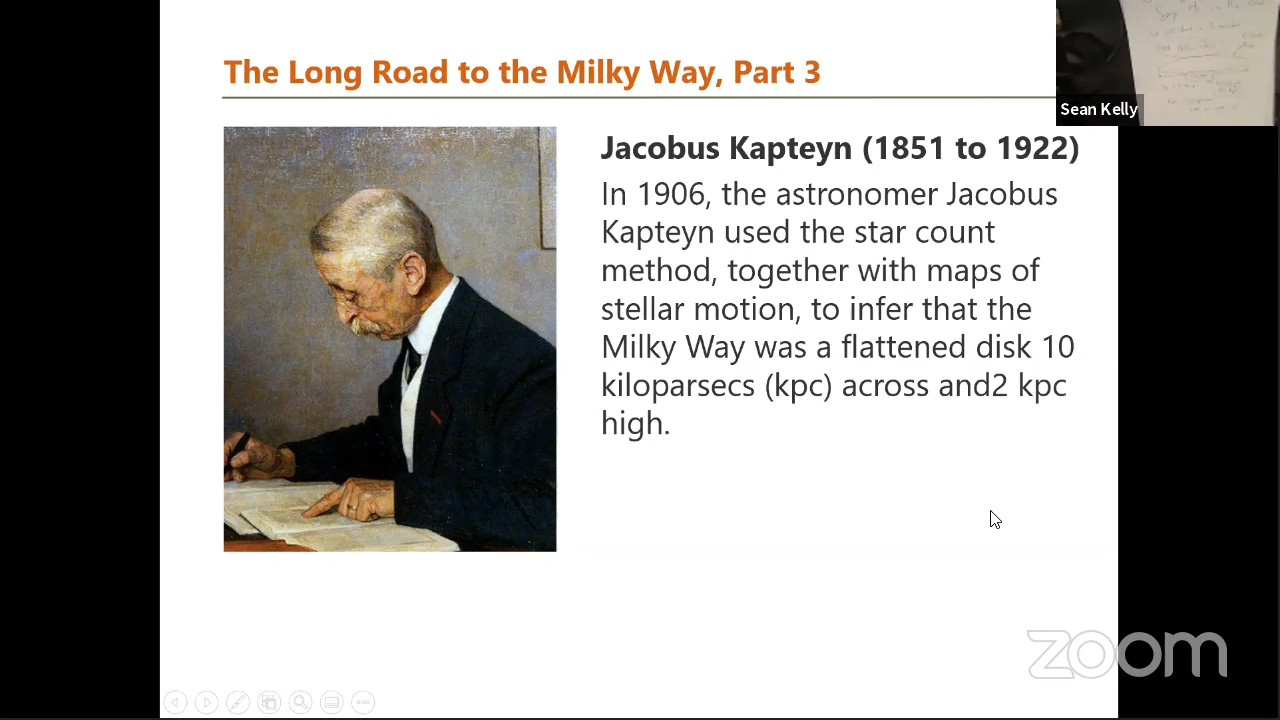 The Long Road to the Milky Way, Part 3
Sean Kelly
Jacobus Kapteyn (1851 to 1922)
In 1906, the astronomer Jacobus
Kapteyn used the star count
method, together with maps of
stellar motion, to infer that the
Milky Way was a flattened disk 10
kiloparsecs (kpc) across and2 kpc
high.
zoom